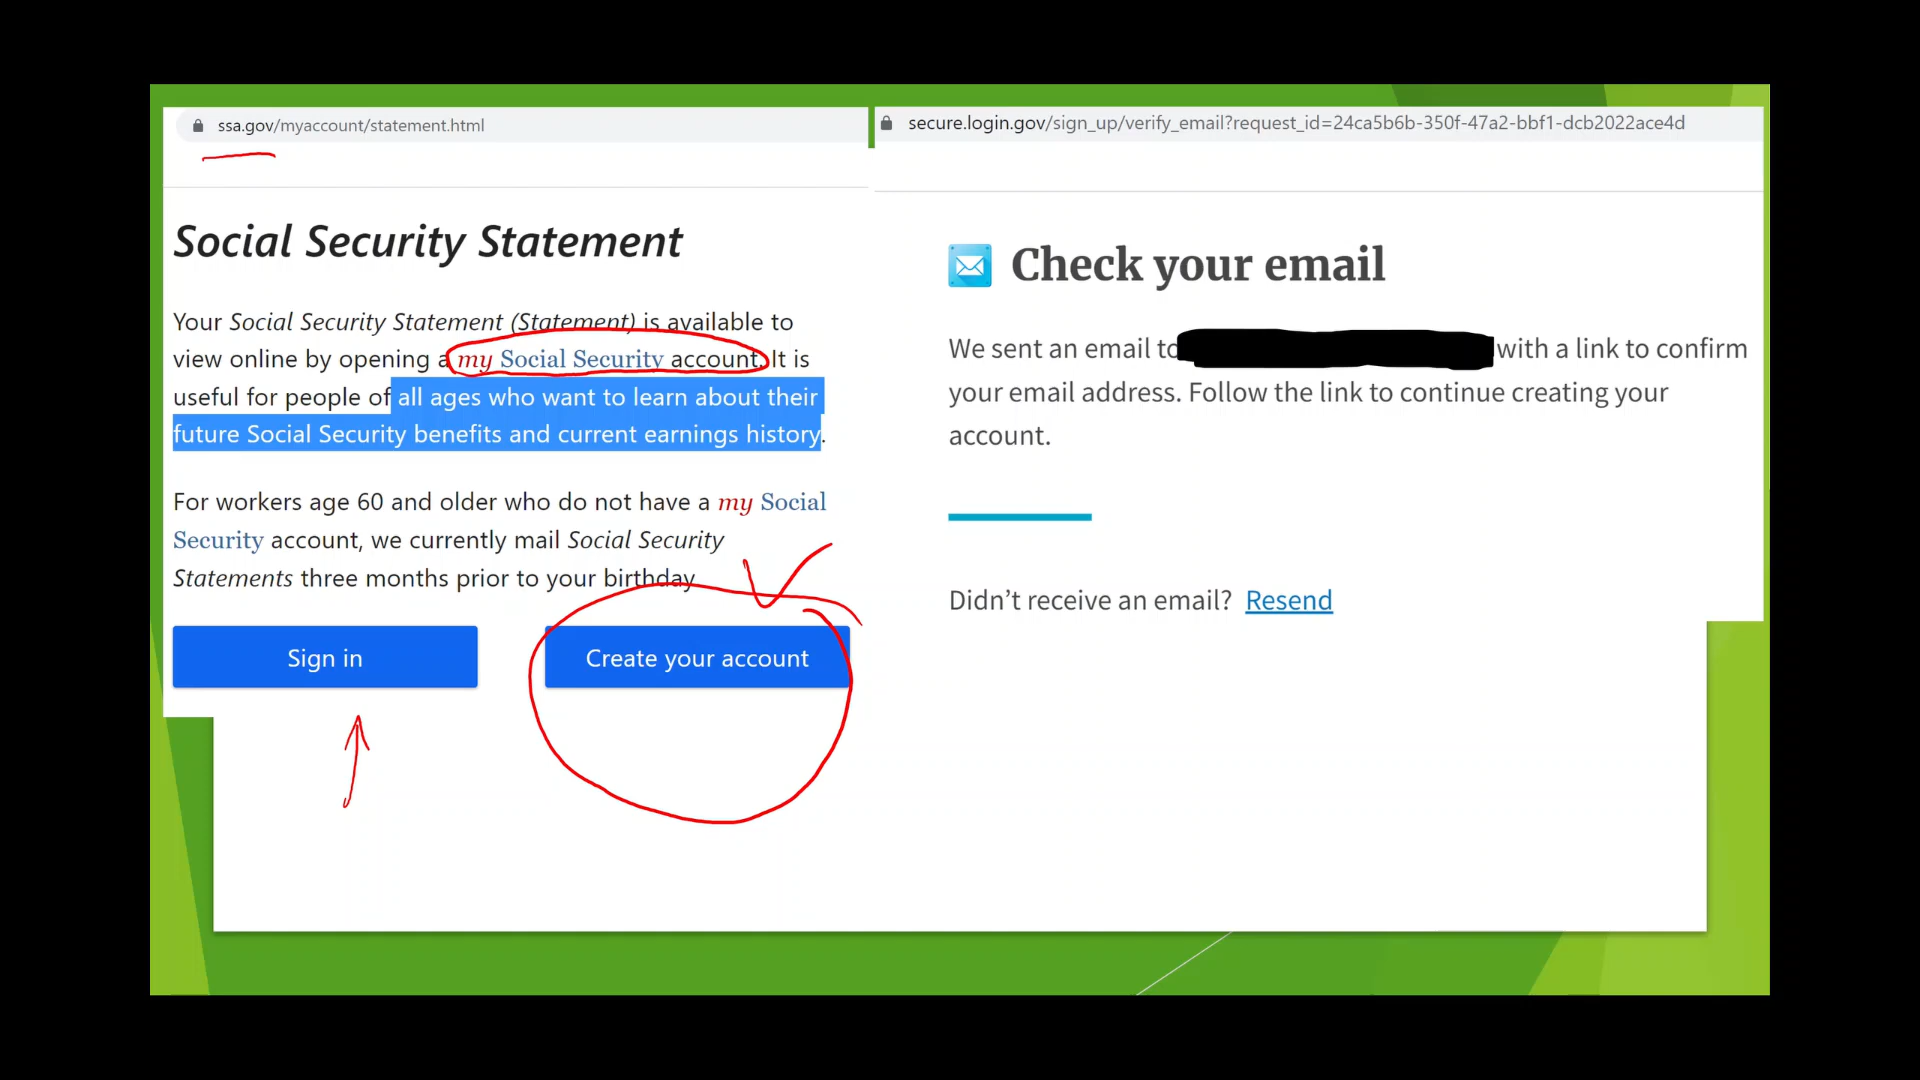 ssa.gov/myaccount/statement.html
Social Security Statement
Your Social Security Statement (Statement) is available to
view online by opening a my Social Security account. It is
useful for people of all ages who want to learn about their
future Social Security benefits and current earnings history.
For workers age 60 and older who do not have a my Social
Security account, we currently mail Social Security
Statements three months prior to your birthday
Sign in
Create your account
secure.login.gov/sign_up/verify_email?request_id=24ca5b6b-350f-47a2-bbf1-dcb2022ace4d
Check your email
We sent an email to with a link to confirm
your email address. Follow the link to continue creating your
account.
Didn’t receive an email? Resend